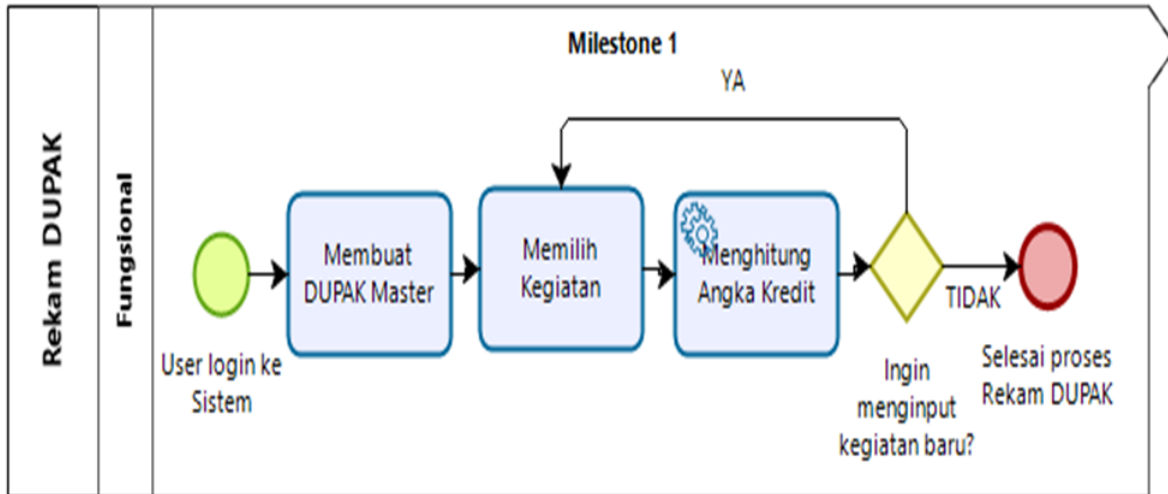 Rekam DUPAK
Fungsional
Milestone 1
YA
Membuat
DUPAK Master
Memilih
Kegiatan
Menghitung
Angka Kredit
TIDAK
User login ke
Sistem
Ingin
menginput
kegiatan baru?
Selesai proses
Rekam DUPAK